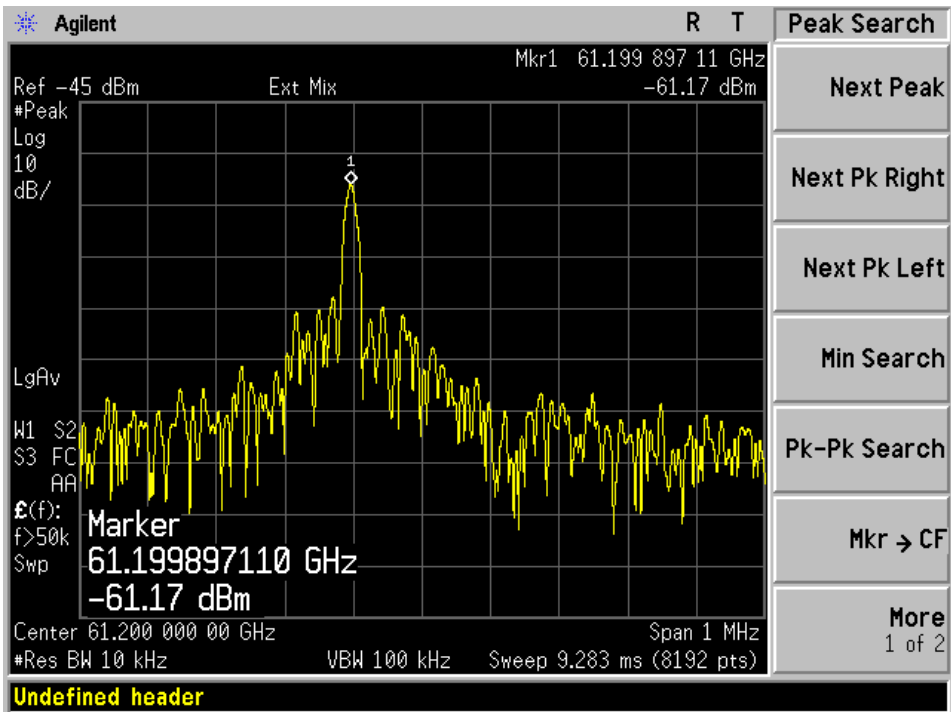 Agilent R T Peak Search
Mkr1 61.199 897 11 GHz
Ref −45 dBm Ext Mix −61.17 dBm
#Peak
Log
10
dB/
1
LgAv
W1 S2
S3 FC
AA
£(f):
f>50k
Swp
Marker
61.199897110 GHz
−61.17 dBm
Center 61.200 000 00 GHz Span 1 MHz
#Res BW 10 kHz VBW 100 kHz Sweep 9.283 ms (8192 pts)
Undefined header
Next Peak
Next Pk Right
Next Pk Left
Min Search
Pk−Pk Search
Mkr → CF
More
1 of 2